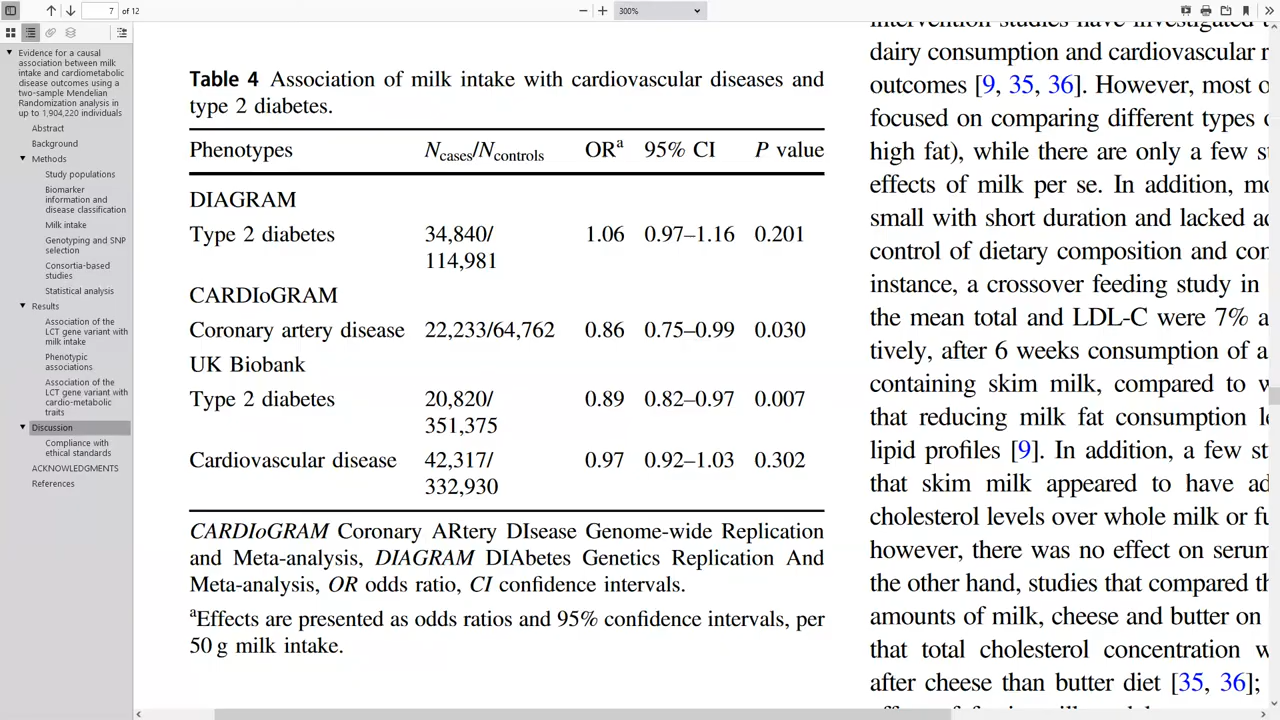 7 of 12
300%
Evidence for a causal
association between milk
intake and cardiometabolic
disease outcomes using a
two-sample Mendelian
Randomization analysis in
up to 1,904,220 individuals
Abstract
Background
Methods
Study populations
Biomarker
information and
disease classification
Milk intake
Genotyping and SNP
selection
Consortia-based
studies
Statistical analysis
Results
Association of the
LCT gene variant with
milk intake
Phenotypic
associations
Association of the
LCT gene variant with
cardio-metabolic
traits
Discussion
Compliance with
ethical standards
ACKNOWLEDGMENTS
References
Table 4 Association of milk intake with cardiovascular diseases and
type 2 diabetes.
Phenotypes Ncases/Ncontrols ORa 95% CI P value
DIAGRAM
Type 2 diabetes 34,840/ 1.06 0.97–1.16 0.201
114,981
CARDIoGRAM
Coronary artery disease 22,233/64,762 0.86 0.75–0.99 0.030
UK Biobank
Type 2 diabetes 20,820/ 0.89 0.82–0.97 0.007
351,375
Cardiovascular disease 42,317/ 0.97 0.92–1.03 0.302
332,930
CARDIoGRAM Coronary ARtery DIsease Genome-wide Replication
and Meta-analysis, DIAGRAM DIAbetes Genetics Replication And
Meta-analysis, OR odds ratio, CI confidence intervals.
aEffects are presented as odds ratios and 95% confidence intervals, per
50 g milk intake.
intervention studies have investigated
dairy consumption and cardiovascular r
outcomes [9, 35, 36]. However, most o
focused on comparing different types
high fat), while there are only a few s
effects of milk per se. In addition, mo
small with short duration and lacked ad
control of dietary composition and con
instance, a crossover feeding study in
the mean total and LDL-C were 7% a
tively, after 6 weeks consumption of a
containing skim milk, compared to w
that reducing milk fat consumption le
lipid profiles [9]. In addition, a few st
that skim milk appeared to have ad
cholesterol levels over whole milk or fu
however, there was no effect on serum
the other hand, studies that compared th
amounts of milk, cheese and butter on
that total cholesterol concentration w
after cheese than butter diet [35, 36];